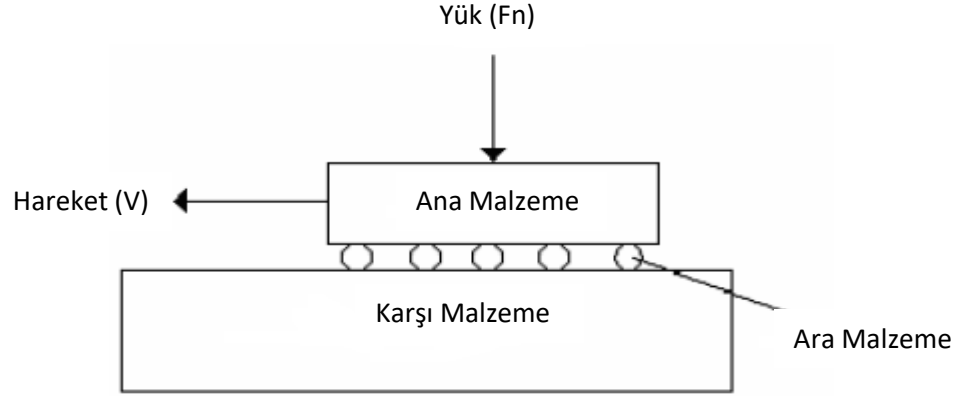 Yük (Fn)
Hareket (V)
Ana Malzeme
Karşı Malzeme
Ara Malzeme